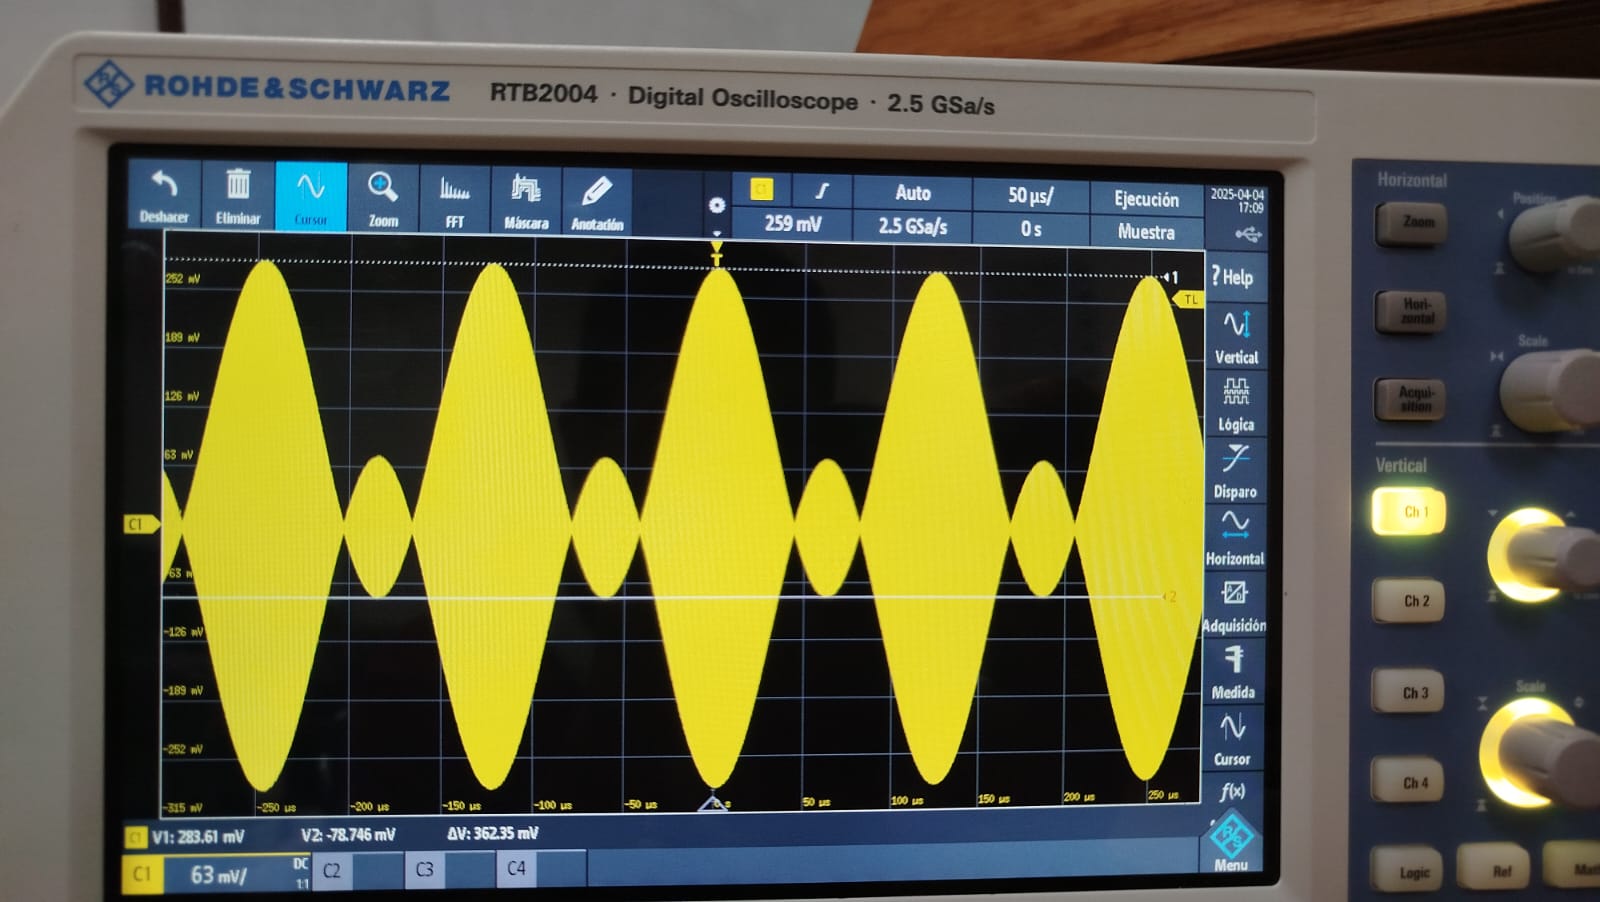 ROHDE&SCHWARZ RTB2004 · Digital Oscilloscope · 2.5 GSa/s
Deshacer
Eliminar
Cursor
Zoom
FFT
Máscara
Anotación
C1
259 mV
Auto
2.5 GSa/s
50 µs/
0 s
Ejecución
Muestra
2025-04-04
17:09
T
1
TL
252 mV
189 mV
126 mV
63 mV
C1
-126 mV
-189 mV
-252 mV
-315 mV
2
-250 µs
-200 µs
-150 µs
-100 µs
-50 µs
0 s
50 µs
100 µs
150 µs
200 µs
250 µs
? Help
Vertical
Lógica
Disparo
Horizontal
Adquisición
Medida
Cursor
f(x)
Menu
C1 V1: 283.61 mV V2: -78.746 mV ΔV: 362.35 mV
C1 63 mV/ DC 1:1 C2 C3 C4
Horizontal
Position
Zoom
Hori-
zontal
Scale
Acqui-
sition
Vertical
Ch 1
Ch 2
Ch 3
Scale
Ch 4
Logic
Ref